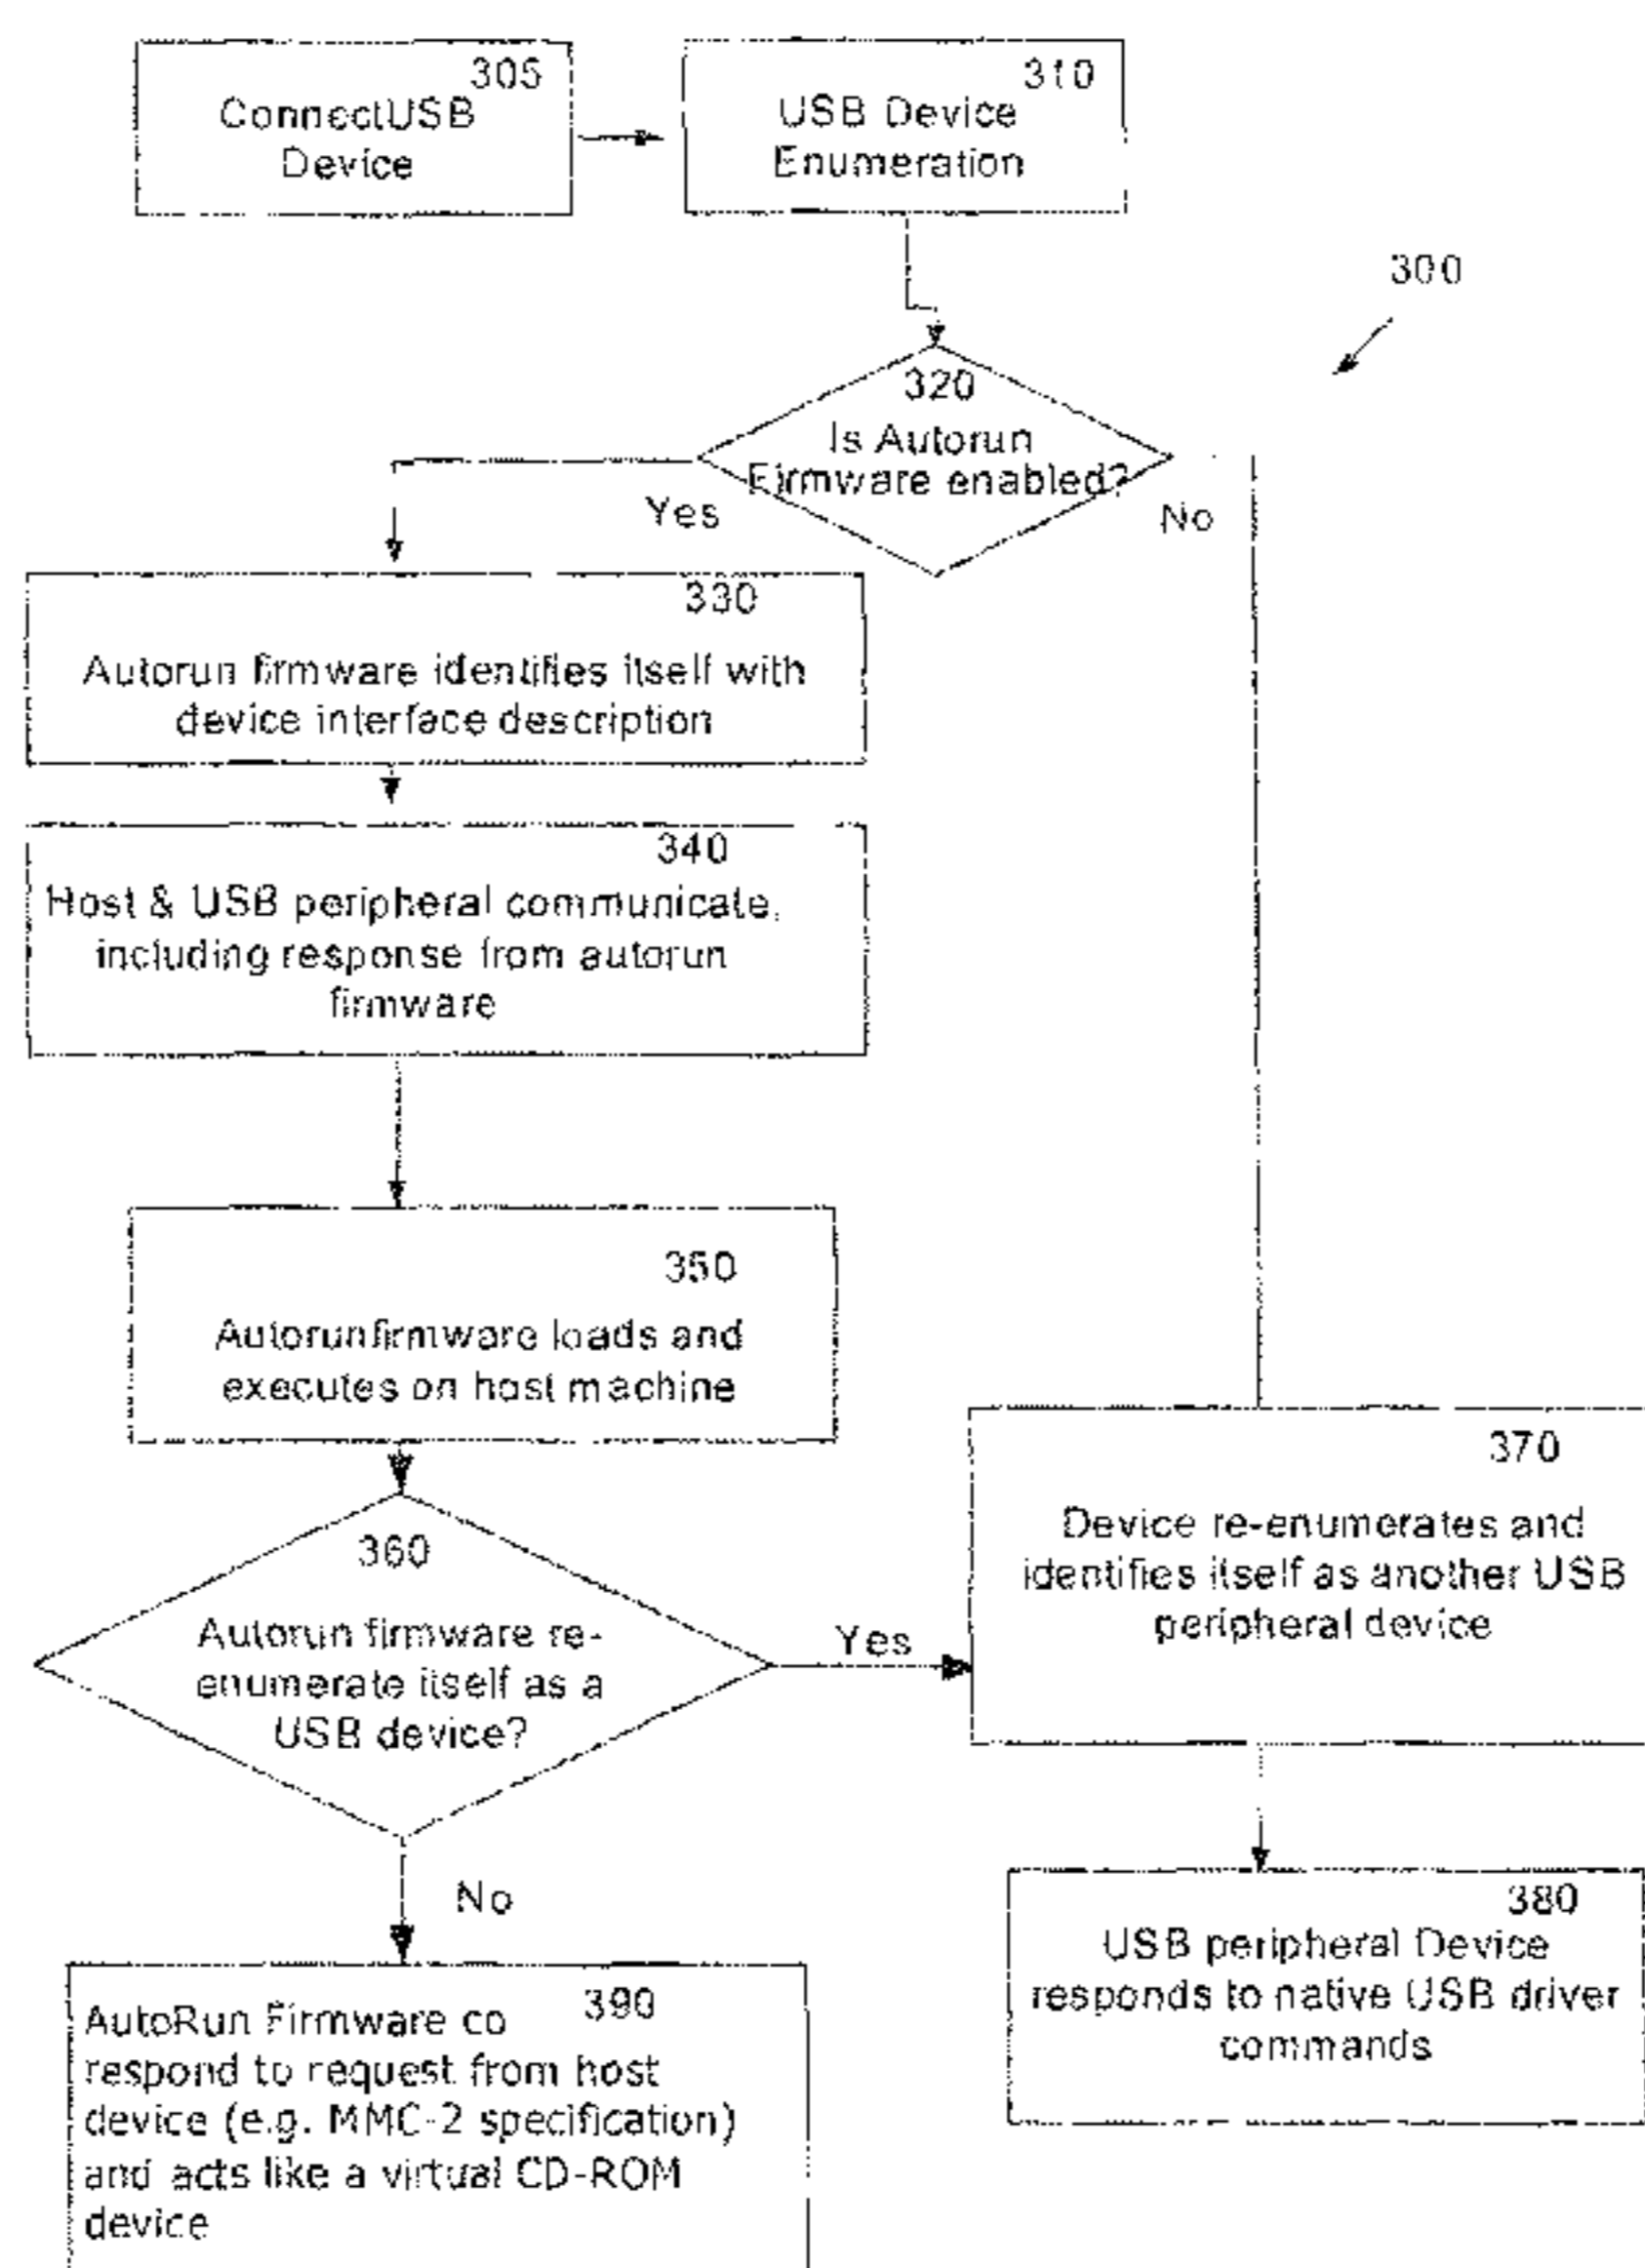 305
ConnectUSB
Device
310
USB Device
Enumeration
300
320
Is Autorun
Firmware enabled?
Yes
No
330
Autorun firmware identifies itself with
device interface description
340
Host & USB peripheral communicate,
including response from autorun
firmware
350
Autorunfirmware loads and
executes on host machine
360
Autorun firmware re-
enumerate itself as a
USB device?
Yes
No
370
Device re-enumerates and
identifies itself as another USB
peripheral device
380
USB peripheral Device
responds to native USB driver
commands
390
AutoRun Firmware co
respond to request from host
device (e.g. MMC-2 specification)
and acts like a virtual CD-ROM
device